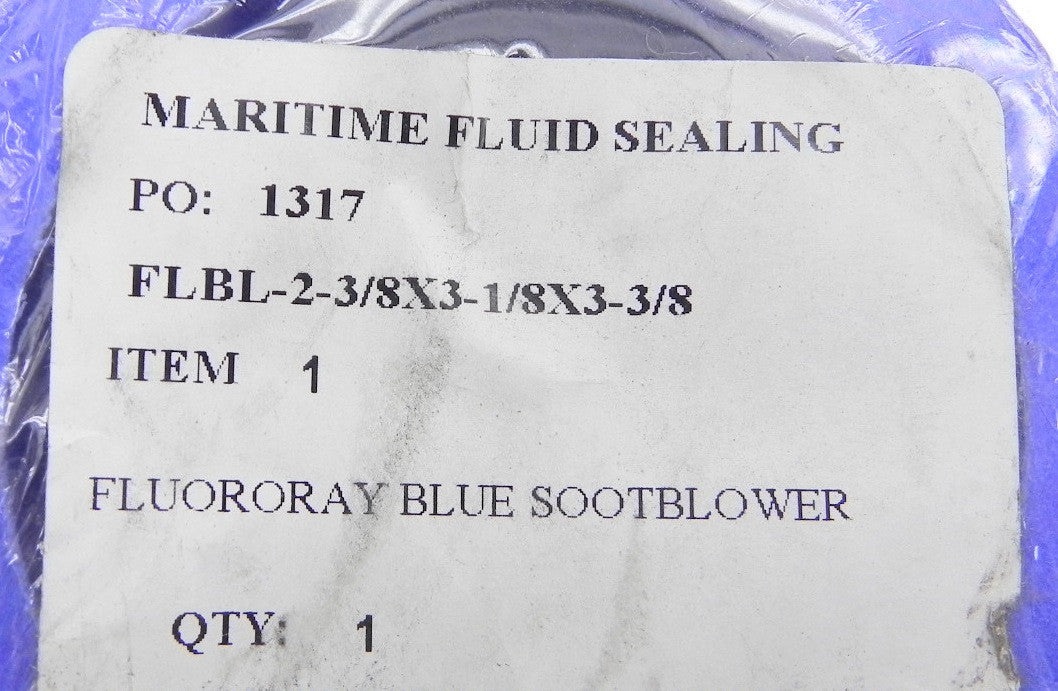 MARITIME FLUID SEALING
PO: 1317
FLBL-2-3/8X3-1/8X3-3/8
ITEM 1
FLUORORAY BLUE SOOTBLOWER
QTY: 1